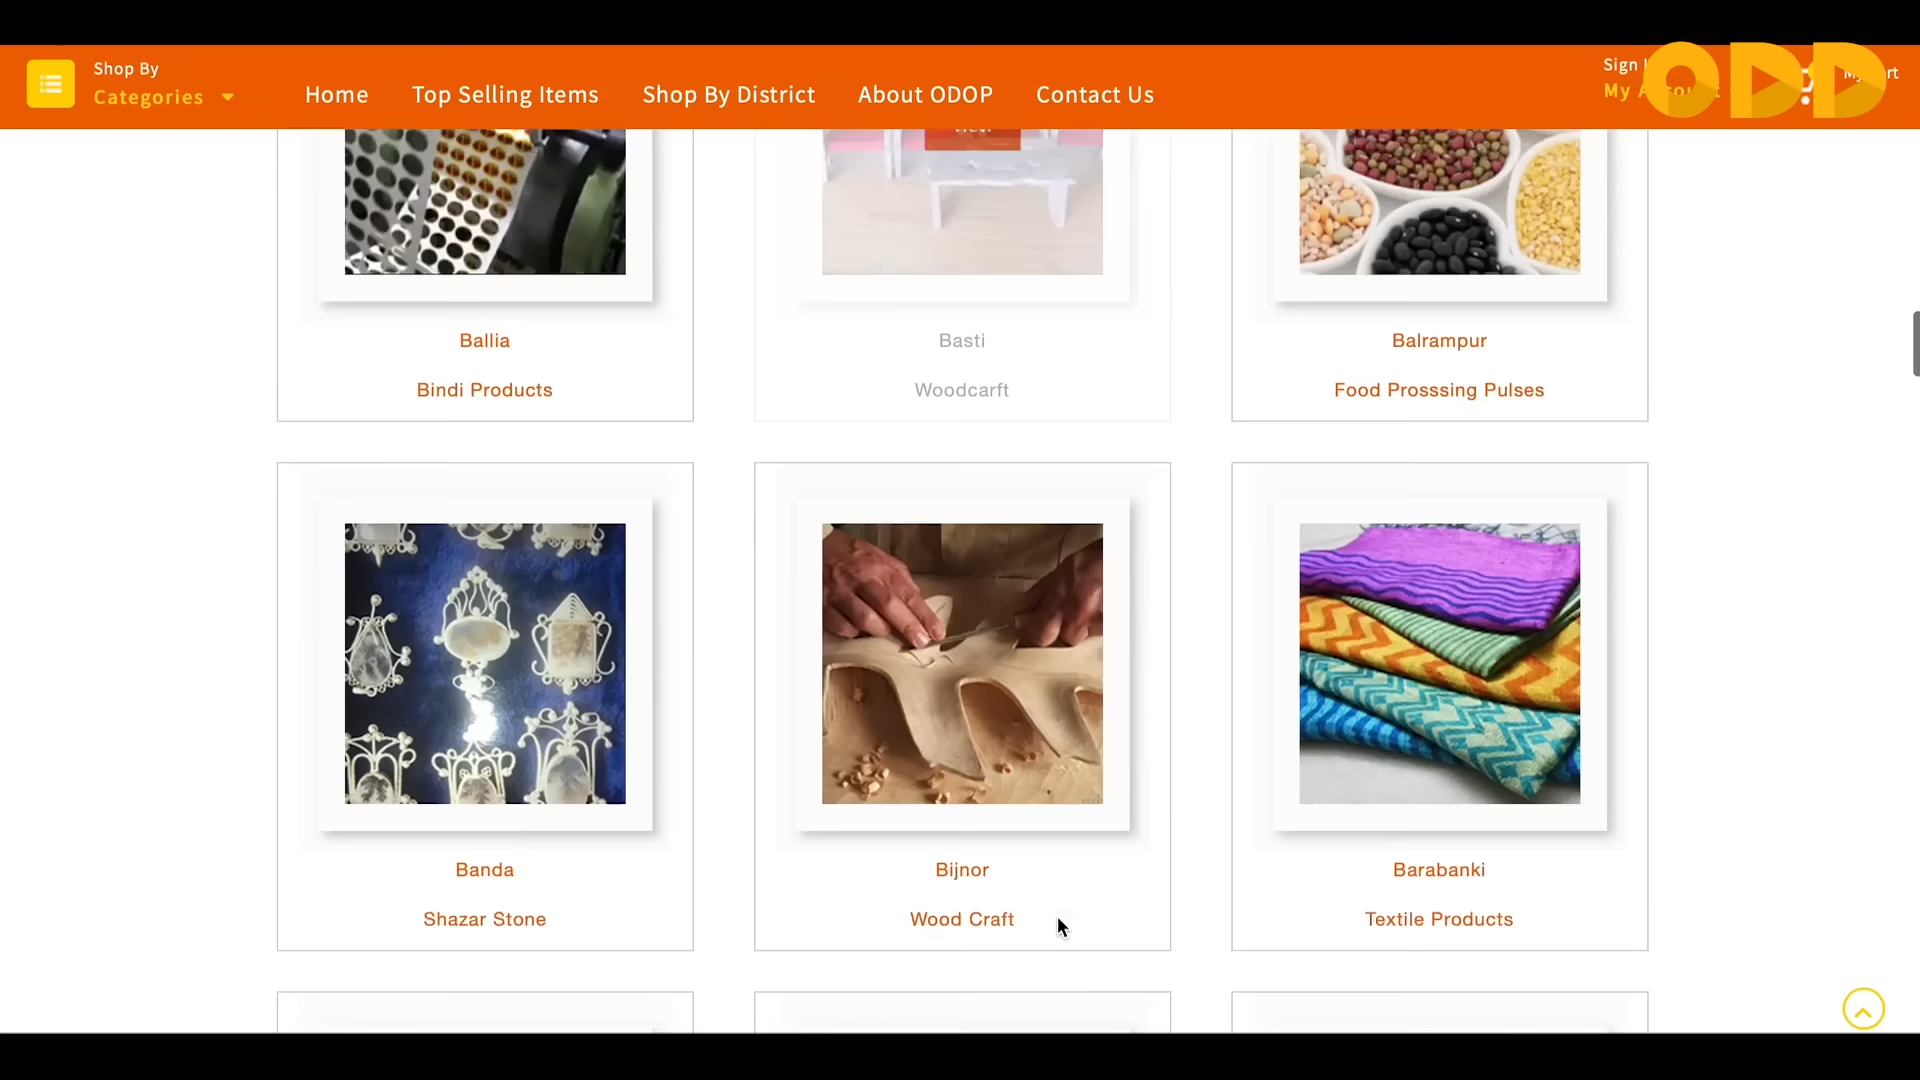 Shop By
Categories
Home
Top Selling Items
Shop By District
About ODOP
Contact Us
Sign
My
ODD
Ballia
Bindi Products
Basti
Woodcarft
Balrampur
Food Prosssing Pulses
Banda
Shazar Stone
Bijnor
Wood Craft
Barabanki
Textile Products